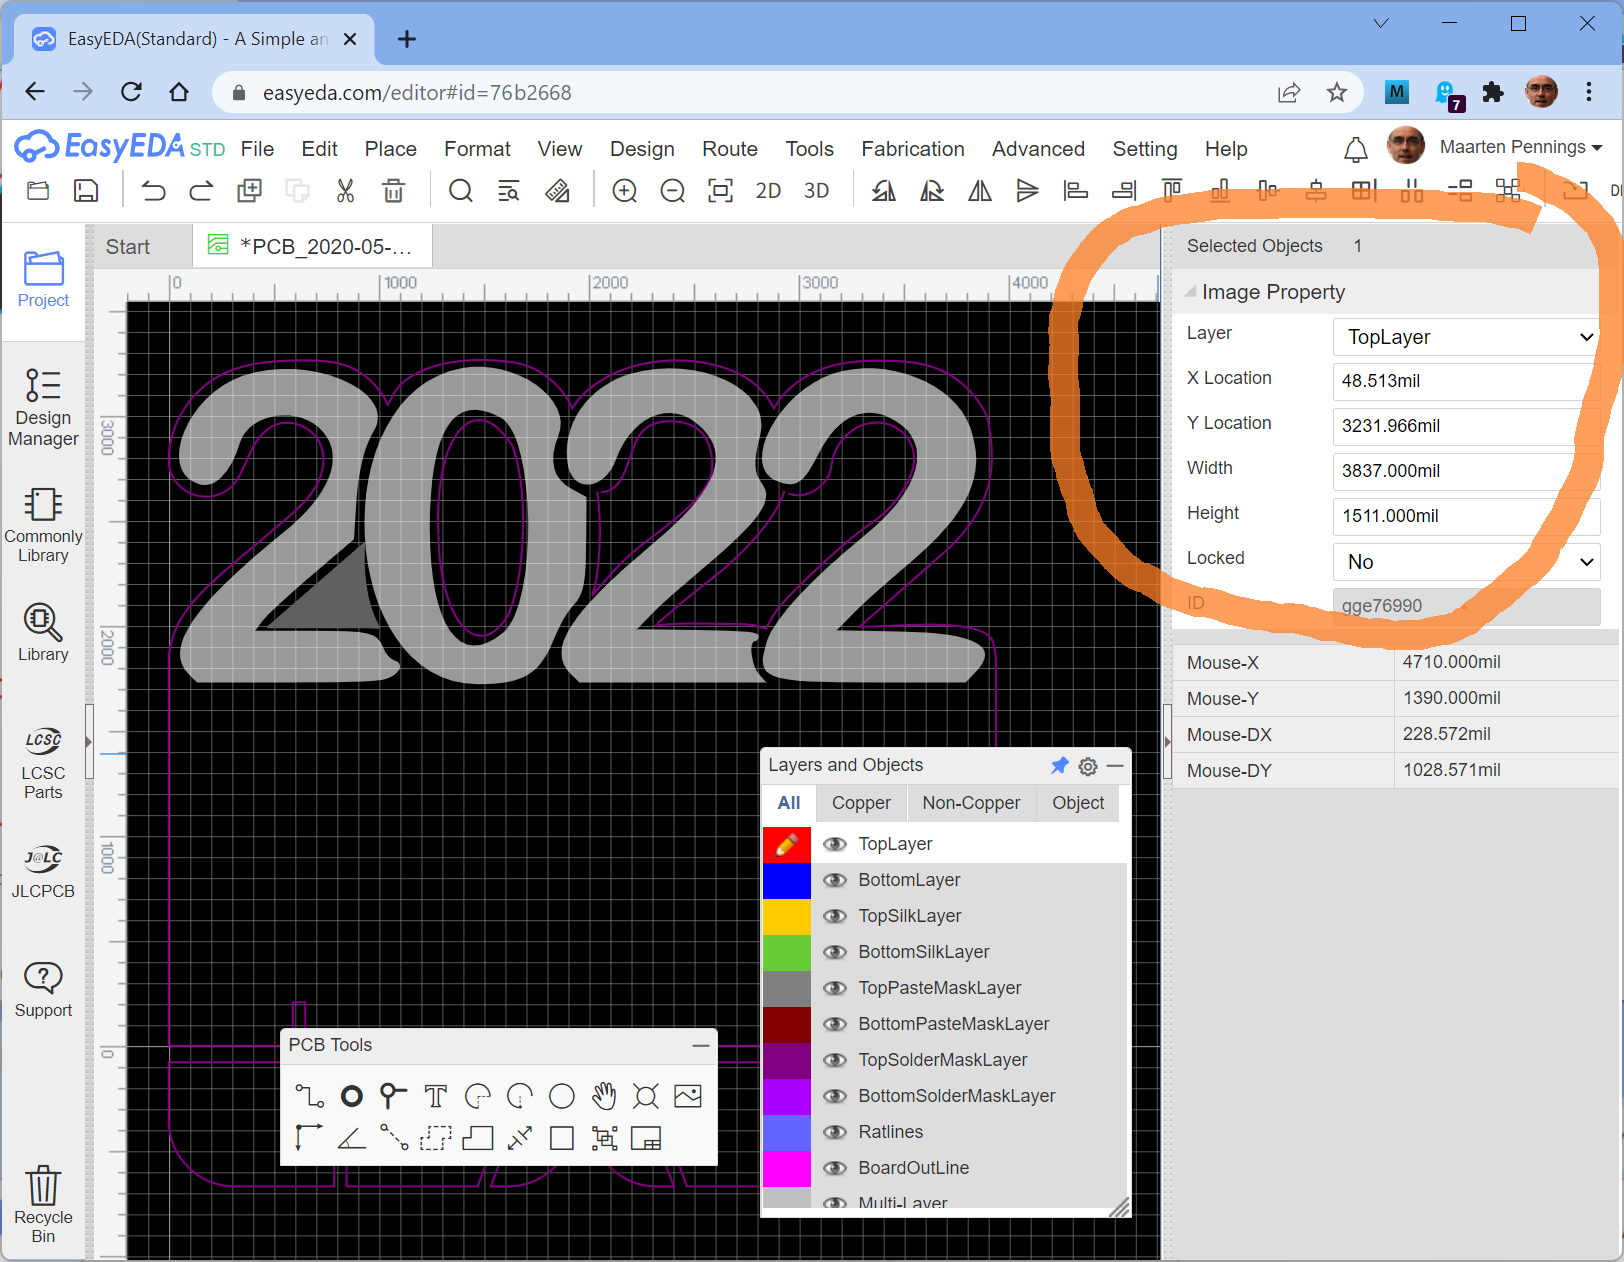 EasyEDA(Standard) - A Simple an
easyeda.com/editor#id=76b2668
M
7
EasyEDA STD File Edit Place Format View Design Route Tools Fabrication Advanced Setting Help Maarten Pennings
2D 3D
Start *PCB_2020-05-...
Project
Design
Manager
Commonly
Library
Library
LCSC
LCSC
Parts
J@LC
JLCPCB
Support
Recycle
Bin
0 1000 2000 3000 4000
3000
2000
1000
0
2022
Selected Objects 1
Image Property
Layer TopLayer
X Location 48.513mil
Y Location 3231.966mil
Width 3837.000mil
Height 1511.000mil
Locked No
ID gge76990
Mouse-X 4710.000mil
Mouse-Y 1390.000mil
Mouse-DX 228.572mil
Mouse-DY 1028.571mil
Layers and Objects
All Copper Non-Copper Object
TopLayer
BottomLayer
TopSilkLayer
BottomSilkLayer
TopPasteMaskLayer
BottomPasteMaskLayer
TopSolderMaskLayer
BottomSolderMaskLayer
Ratlines
BoardOutLine
Multi-Layer
PCB Tools
T